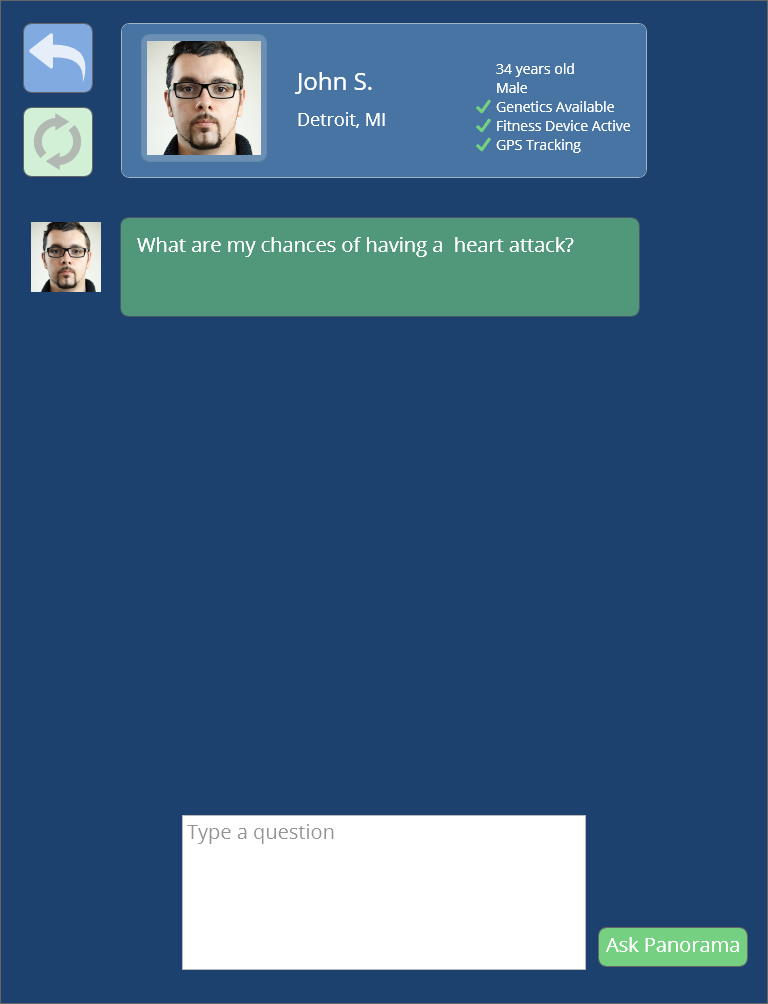 John S.
Detroit, MI
34 years old
Male
Genetics Available
Fitness Device Active
GPS Tracking
What are my chances of having a  heart attack?
Type a question
Ask Panorama